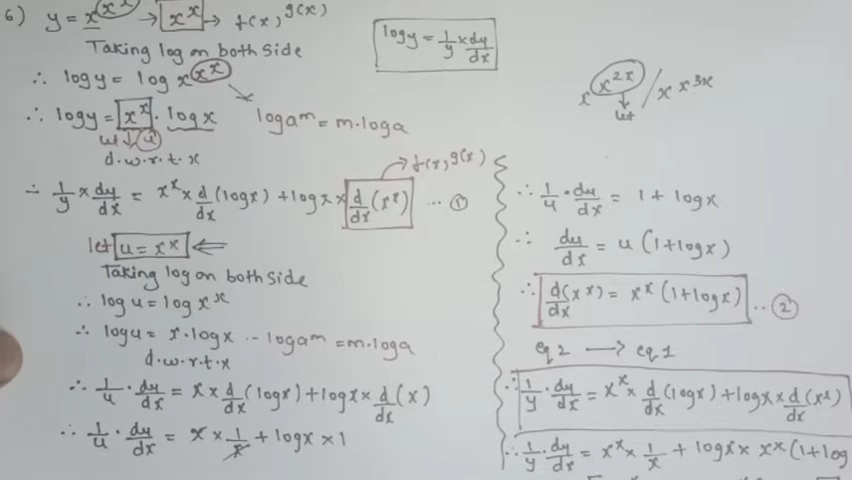 6) y = x^(x^x) → x^x → f(x)^g(x)
Taking log on both side
∴ log y = log x^(x^x)
∴ log y = x^x · log x    log a^m = m·log a
let ↓ u
d·w·r·t·x
∴ 1/y × dy/dx = x^x × d/dx (log x) + log x × d/dx (x^x) ... ①
→ f(x)^g(x)
let u = x^x ⇐
Taking log on both side
∴ log u = log x^x
∴ log u = x·log x -- log a^m = m·log a
d·w·r·t·x
∴ 1/u · du/dx = x × d/dx (log x) + log x × d/dx (x)
∴ 1/u · du/dx = x × 1/x + log x × 1
log y = 1/y × dy/dx
x^(x^2x) / x^(x^3x)
↓
let
∴ 1/u · du/dx = 1 + log x
∴ du/dx = u (1 + log x)
∴ d(x^x)/dx = x^x (1 + log x) .. ②
eq 2 → eq 1
∴ 1/y · dy/dx = x^x × d/dx (log x) + log x × d/dx (x^x)
∴ 1/y · dy/dx = x^x × 1/x + log x × x^x (1 + log